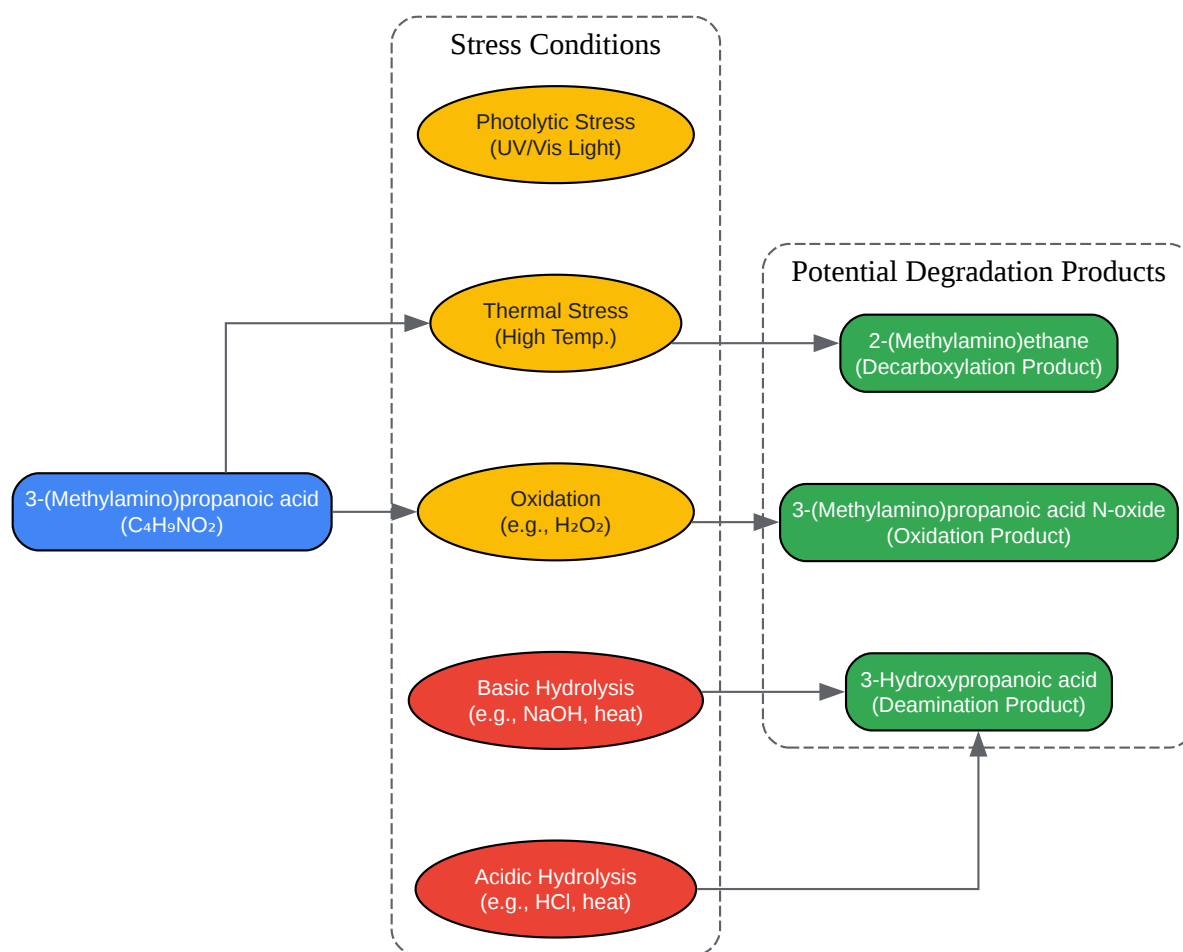 Stress Conditions
Photolytic Stress
(UV/Vis Light)
Thermal Stress
(High Temp.)
Oxidation
(e.g., H₂O₂)
Basic Hydrolysis
(e.g., NaOH, heat)
Acidic Hydrolysis
(e.g., HCl, heat)
3-(Methylamino)propanoic acid
(C₄H₉NO₂)
Potential Degradation Products
2-(Methylamino)ethane
(Decarboxylation Product)
3-(Methylamino)propanoic acid N-oxide
(Oxidation Product)
3-Hydroxypropanoic acid
(Deamination Product)